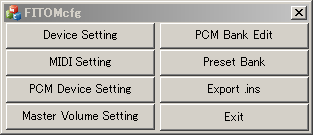 FITOMcfg
Device Setting
PCM Bank Edit
MIDI Setting
Preset Bank
PCM Device Setting
Export .ins
Master Volume Setting
Exit